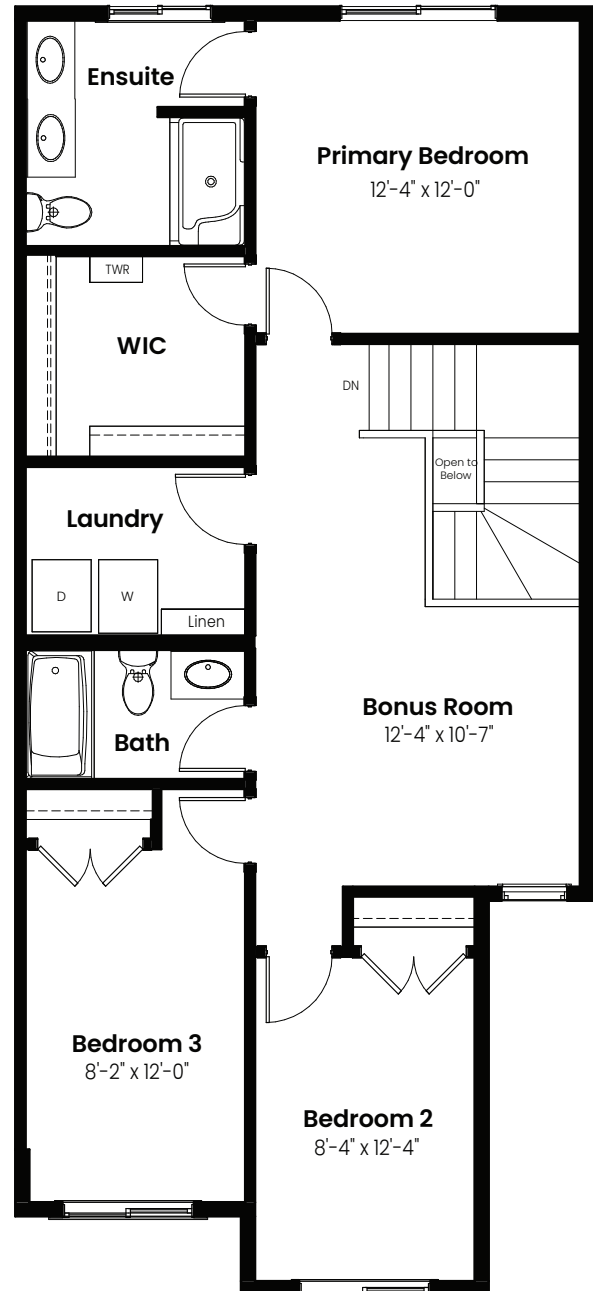 Ensuite
Primary Bedroom
12'-4" x 12'-0"
TWR
WIC
DN
Open to
Below
Laundry
D
W
Linen
Bonus Room
12'-4" x 10'-7"
Bath
Bedroom 3
8'-2" x 12'-0"
Bedroom 2
8'-4" x 12'-4"